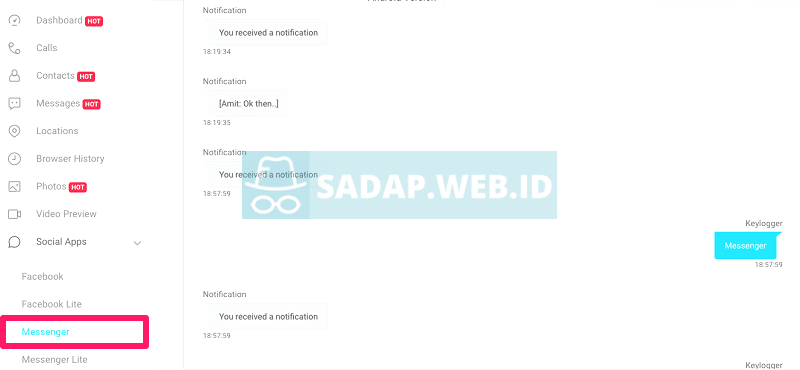 Dashboard HOT
Calls
Contacts HOT
Messages HOT
Locations
Browser History
Photos HOT
Video Preview
Social Apps
Facebook
Facebook Lite
Messenger
Messenger Lite
Notification
You received a notification
18:19:34
Notification
[Amit: Ok then..]
18:19:35
Notification
You received a notification
18:57:59
SADAP.WEB.ID
Keylogger
Messenger
18:57:59
Notification
You received a notification
18:57:59
Keylogger